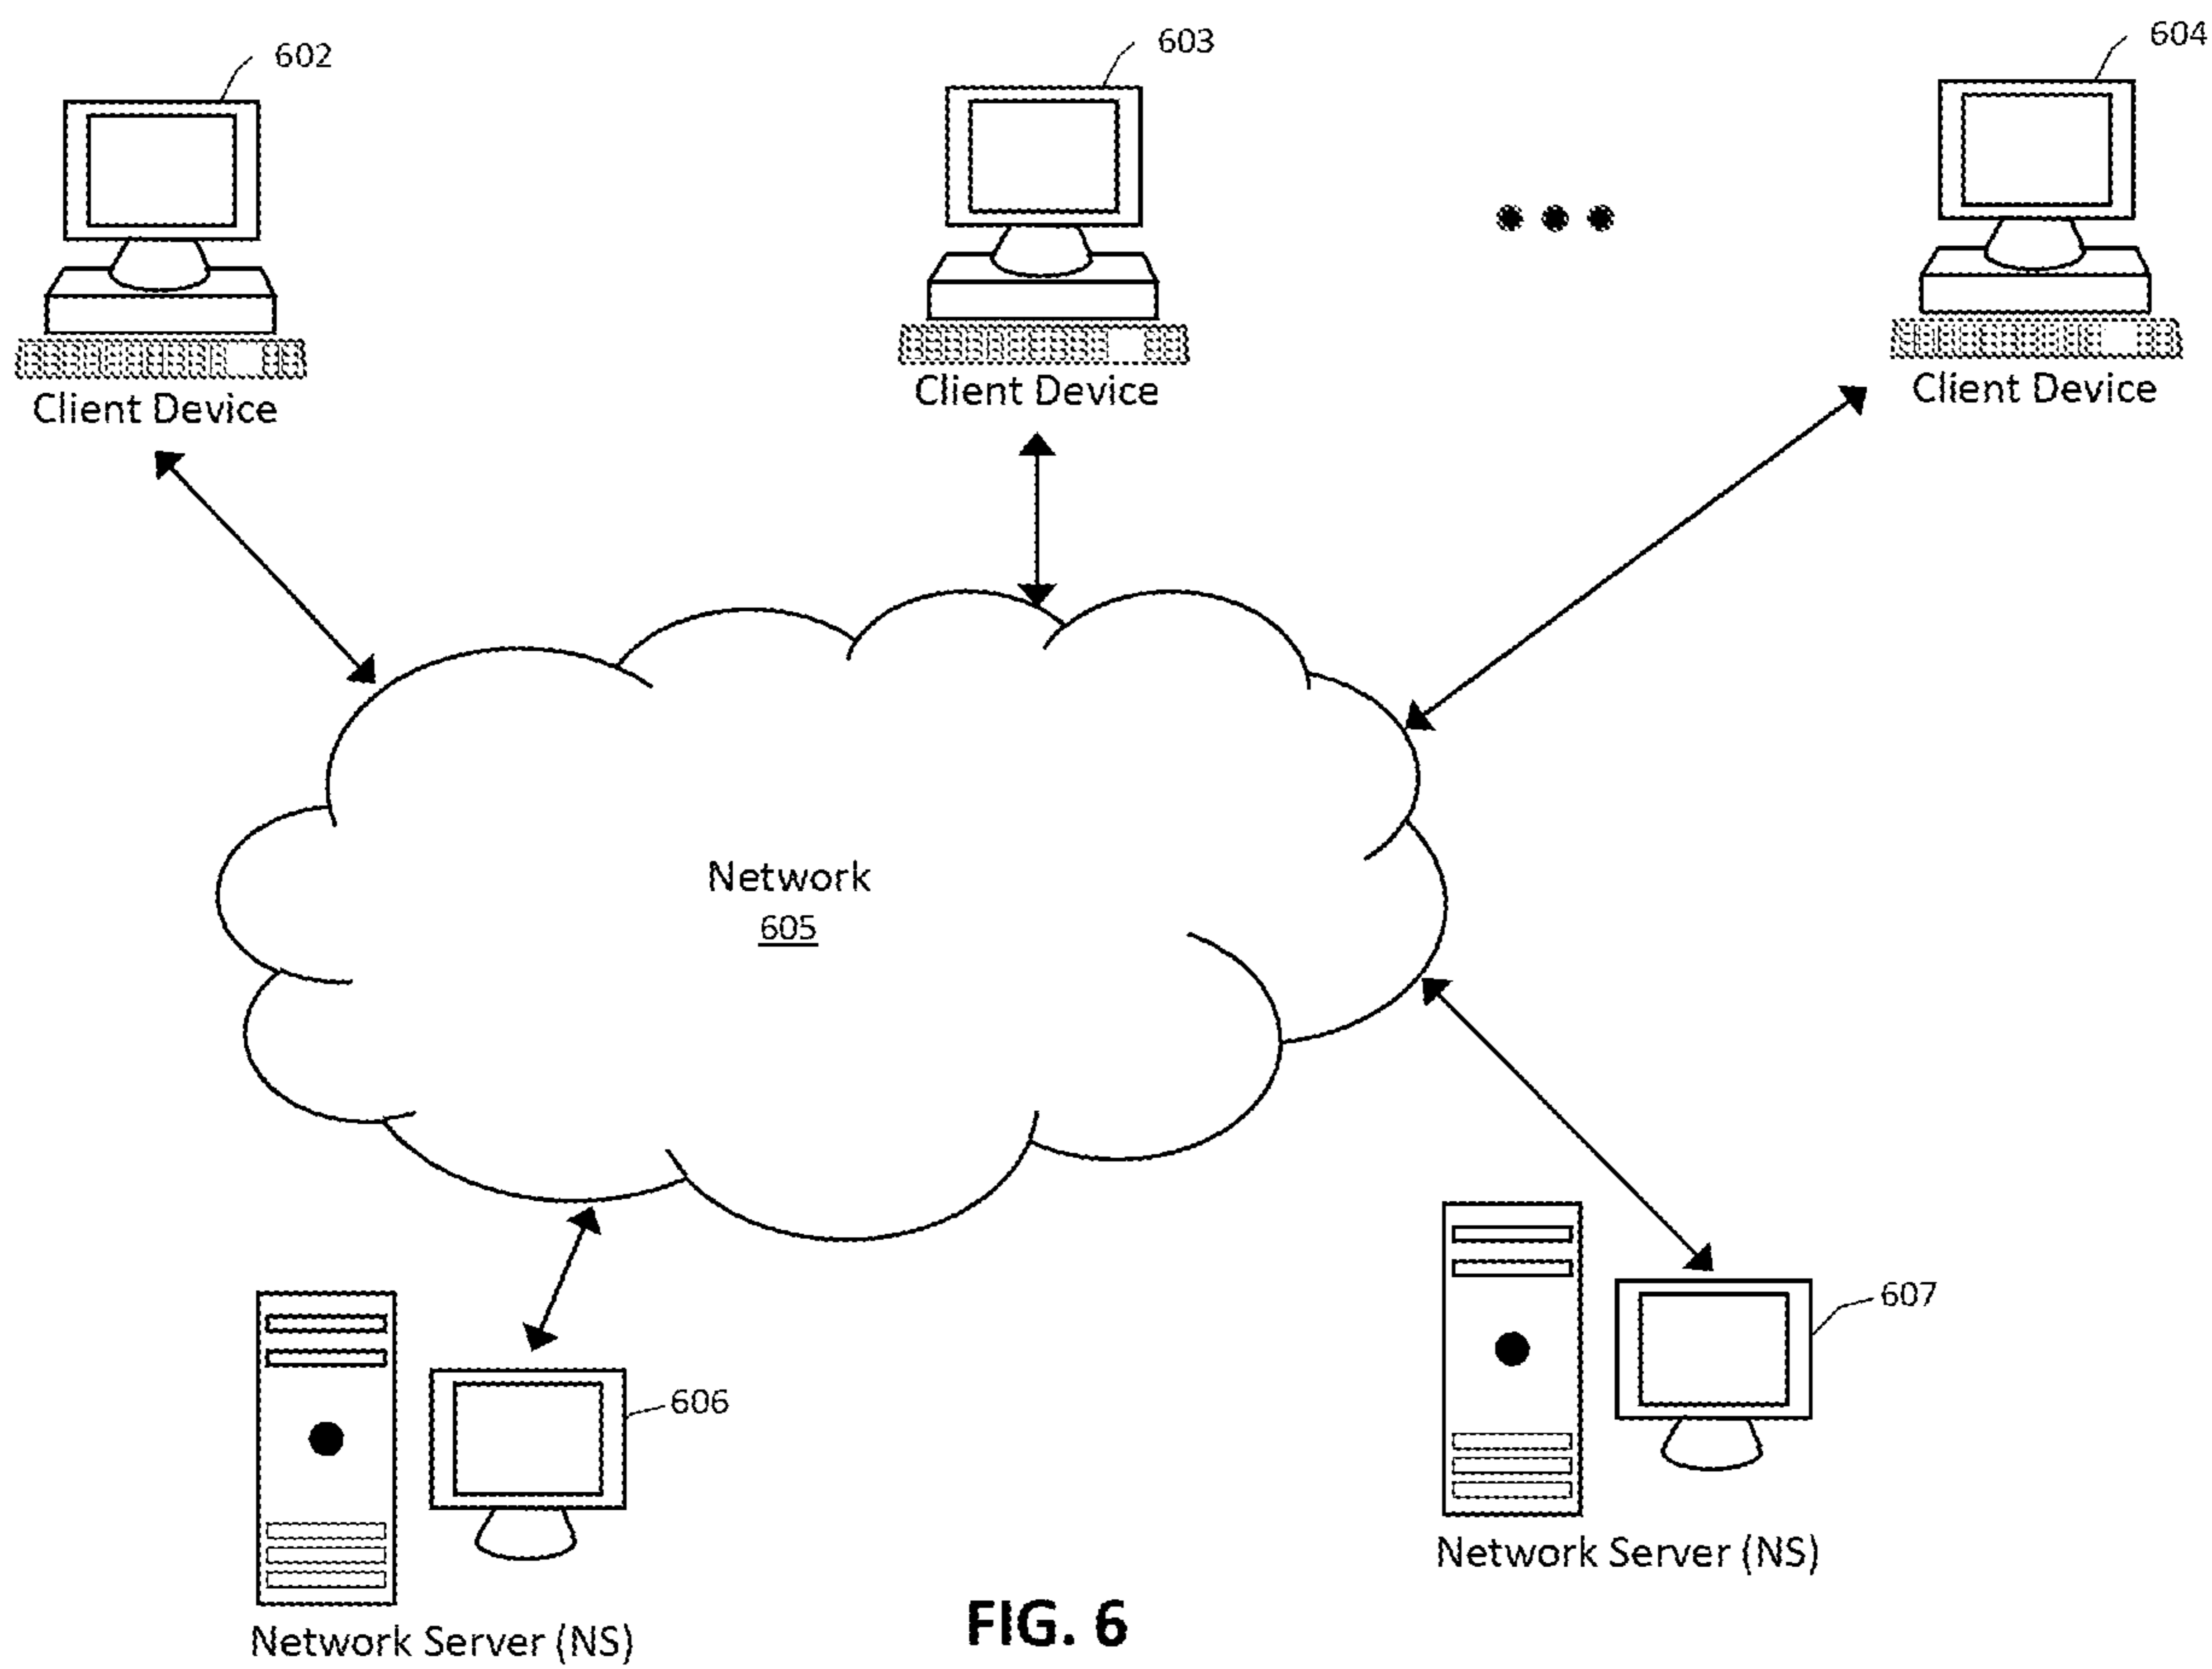 602
603
604
Client Device
Client Device
Client Device
Network
605
606
607
Network Server (NS)
Network Server (NS)
FIG. 6